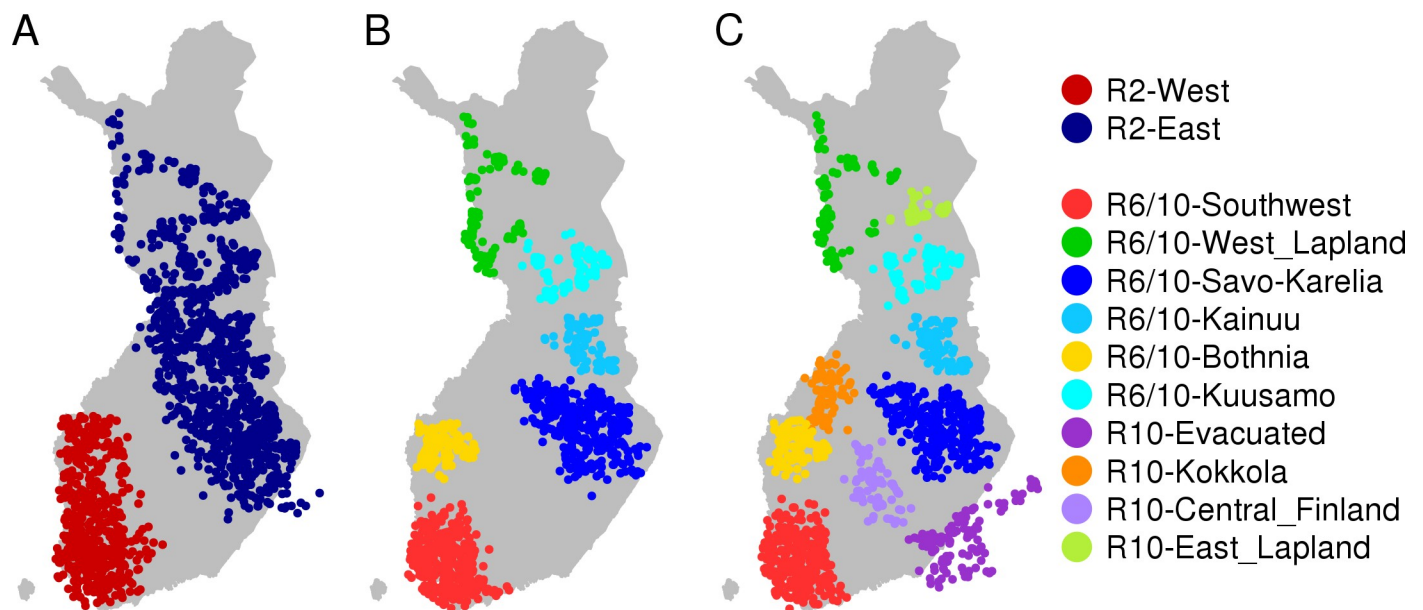 A
B
C
R2-West
R2-East
R6/10-Southwest
R6/10-West_Lapland
R6/10-Savo-Karelia
R6/10-Kainuu
R6/10-Bothnia
R6/10-Kuusamo
R10-Evacuated
R10-Kokkola
R10-Central_Finland
R10-East_Lapland